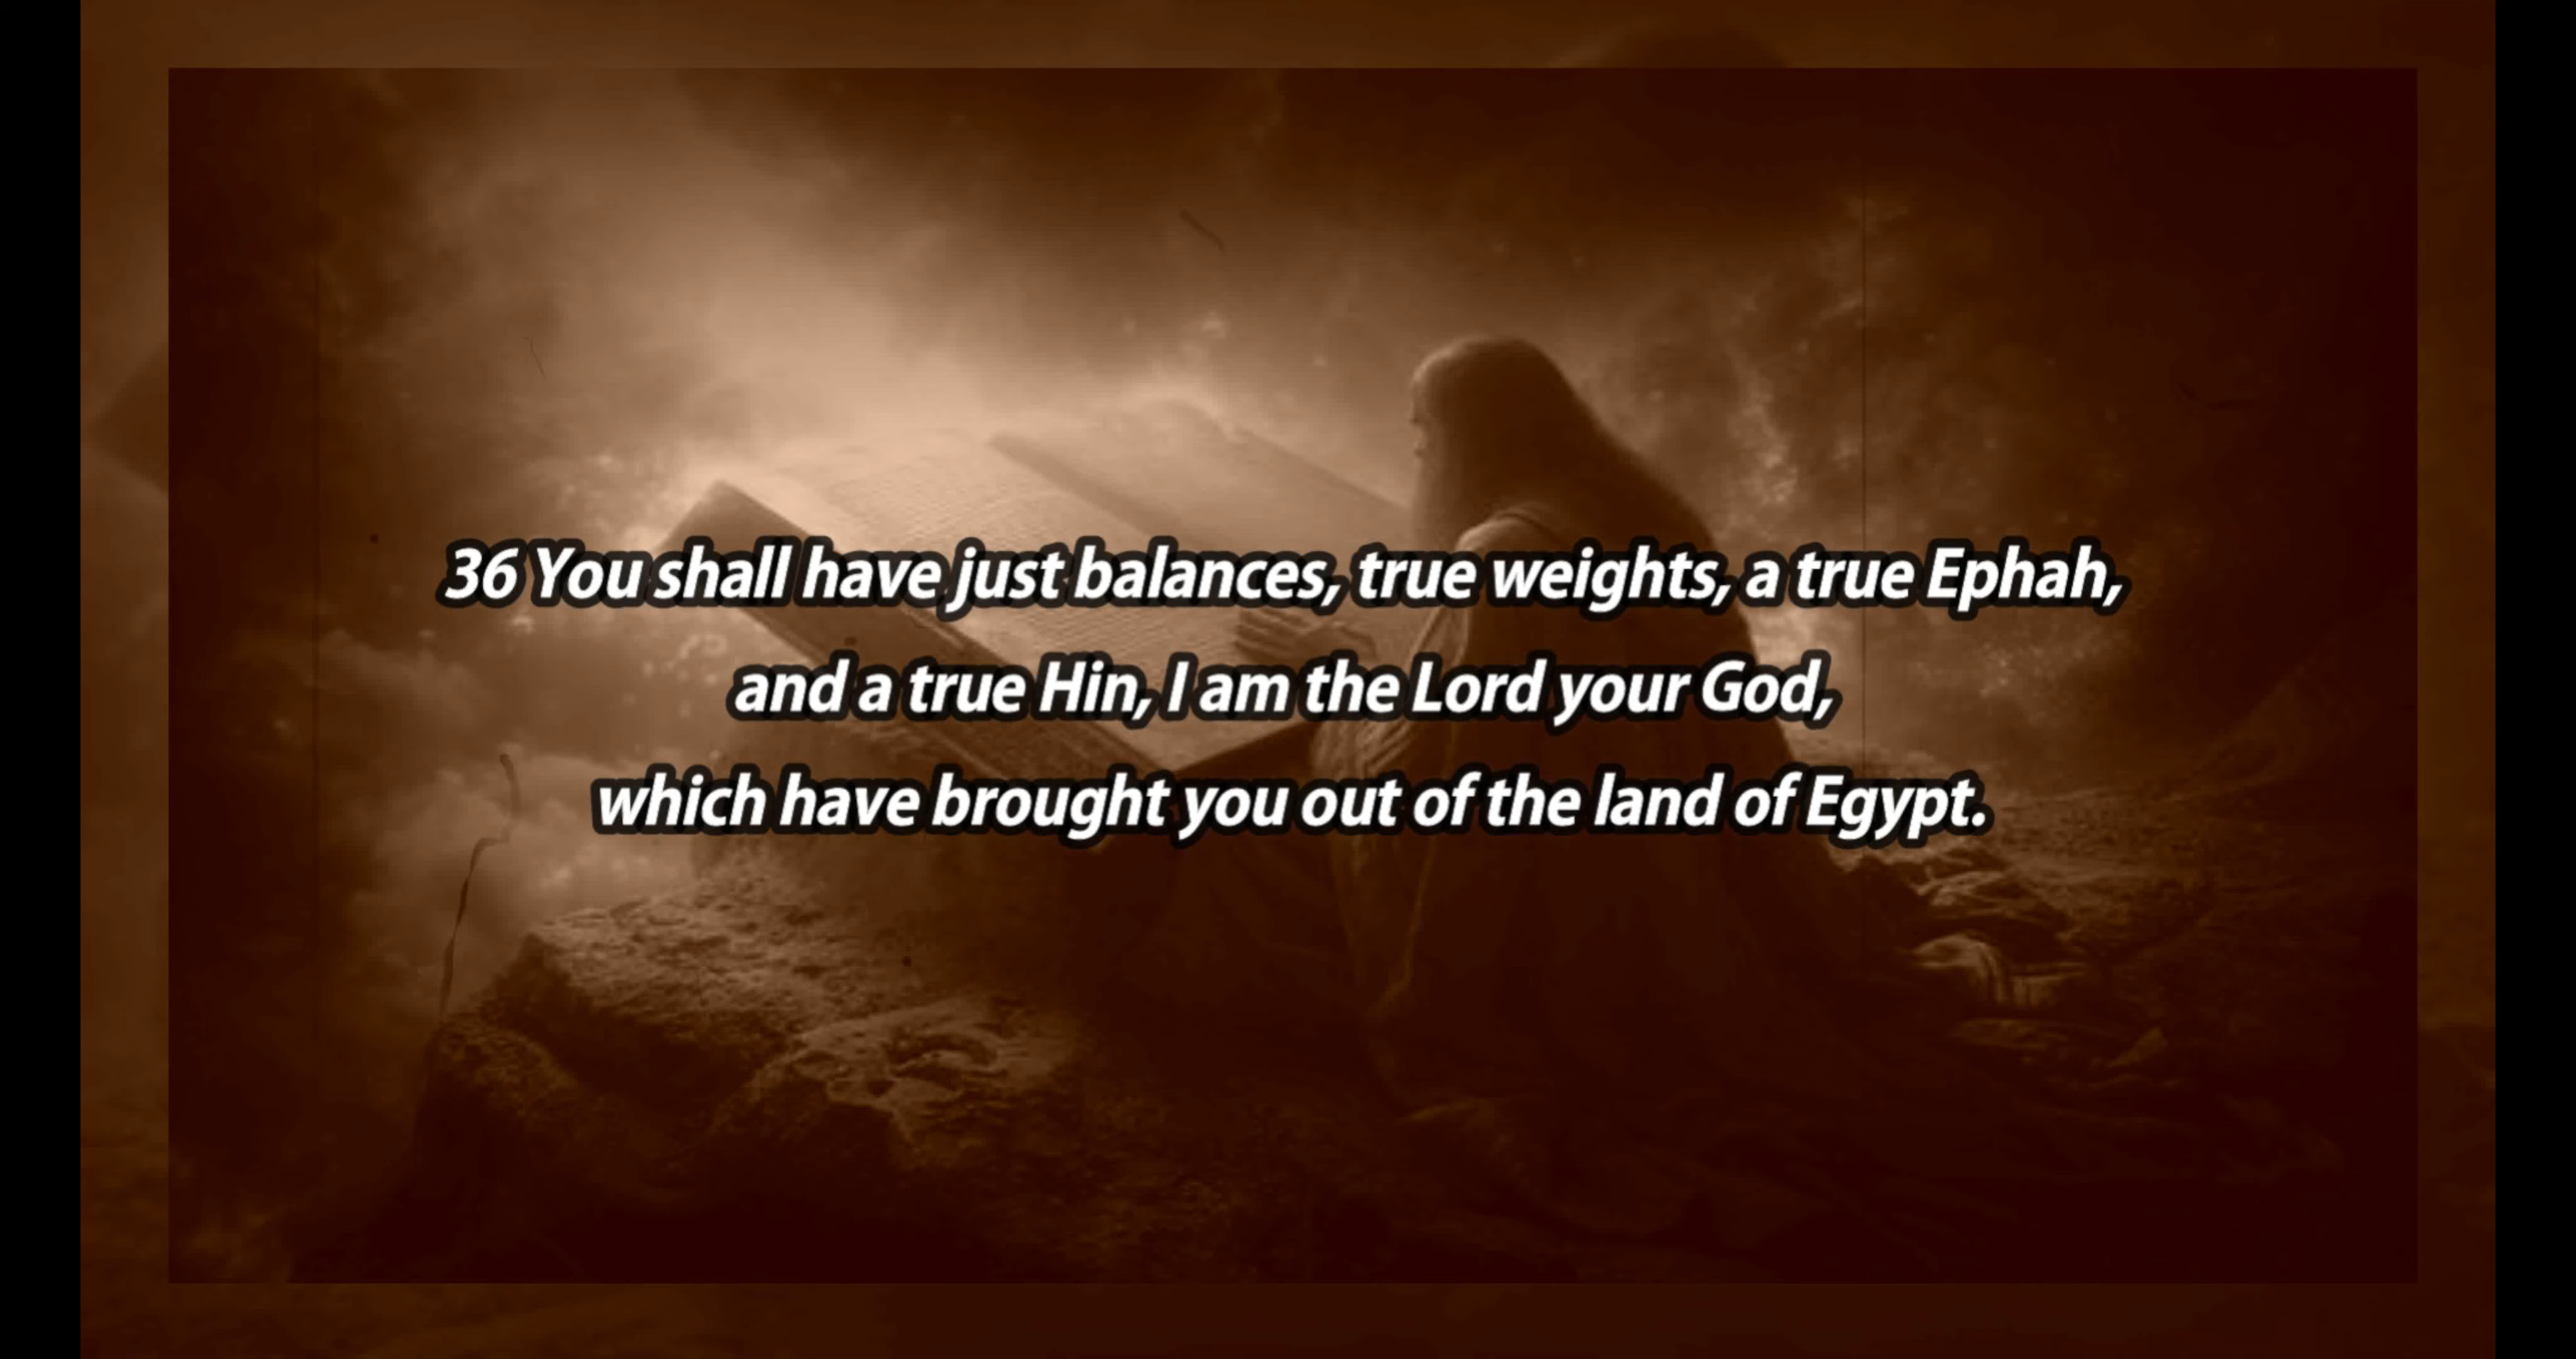 36 You shall have just balances, true weights, a true Ephah,
and a true Hin, I am the Lord your God,
which have brought you out of the land of Egypt.